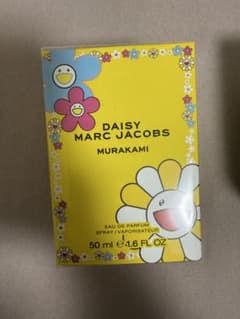 DAISY
MARC JACOBS
MURAKAMI
EAU DE PARFUM
SPRAY / VAPORISATEUR
50 ml ℮ 1.6 FL OZ